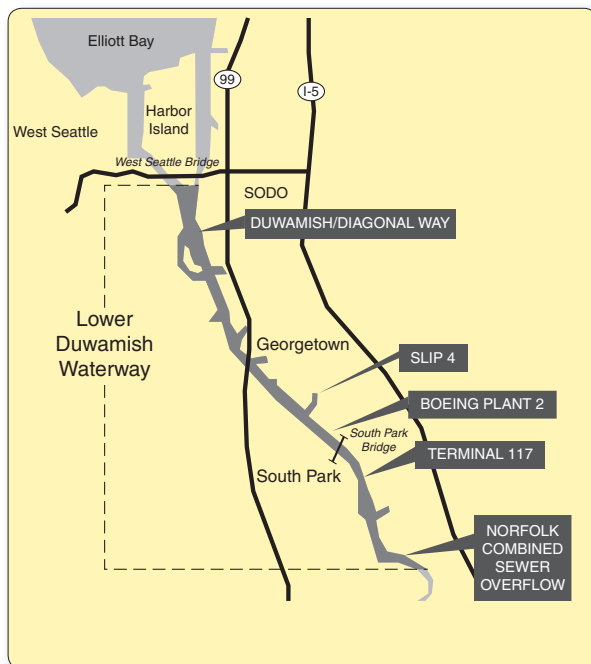 Elliott Bay
99
I-5
Harbor
Island
West Seattle
West Seattle Bridge
SODO
DUWAMISH/DIAGONAL WAY
Lower
Duwamish
Waterway
Georgetown
SLIP 4
BOEING PLANT 2
South Park
Bridge
TERMINAL 117
South Park
NORFOLK
COMBINED
SEWER
OVERFLOW